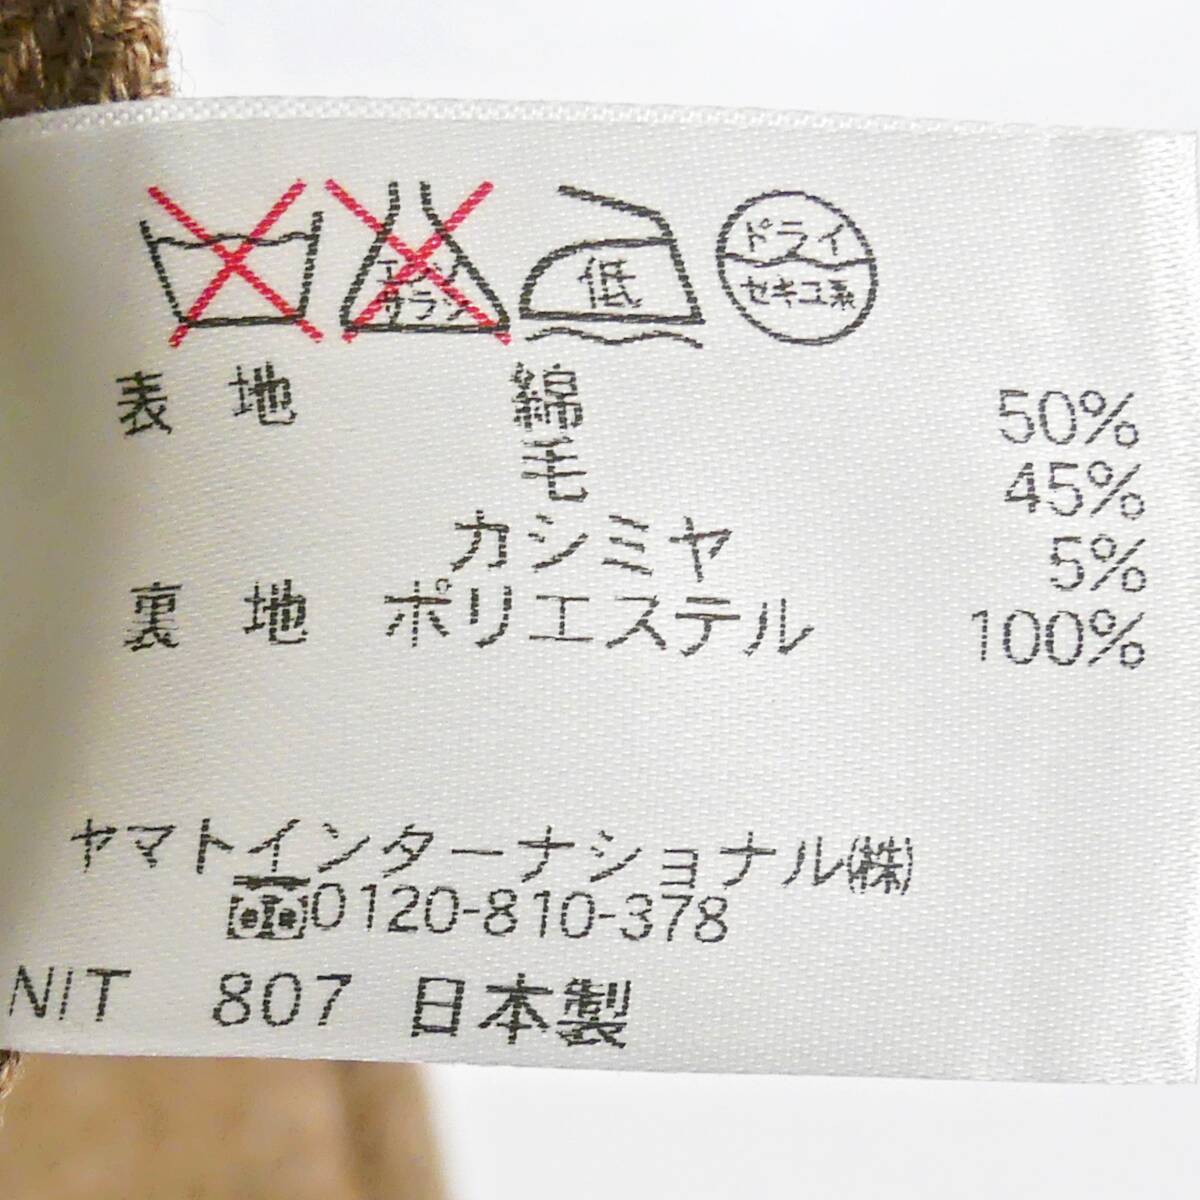 エンソ
サラシ 低 ドライ
セキユ系
表地 綿 50%
毛 45%
カシミヤ 5%
裏地 ポリエステル 100%
ヤマトインターナショナル㈱
0120-810-378
NIT 807 日本製